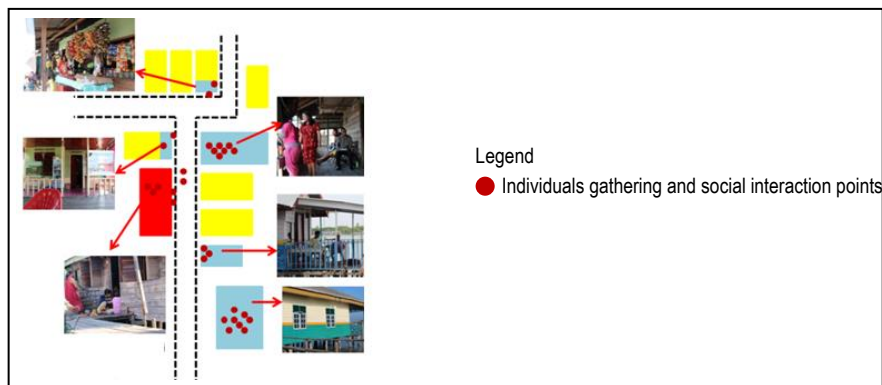 Legend
Individuals gathering and social interaction points